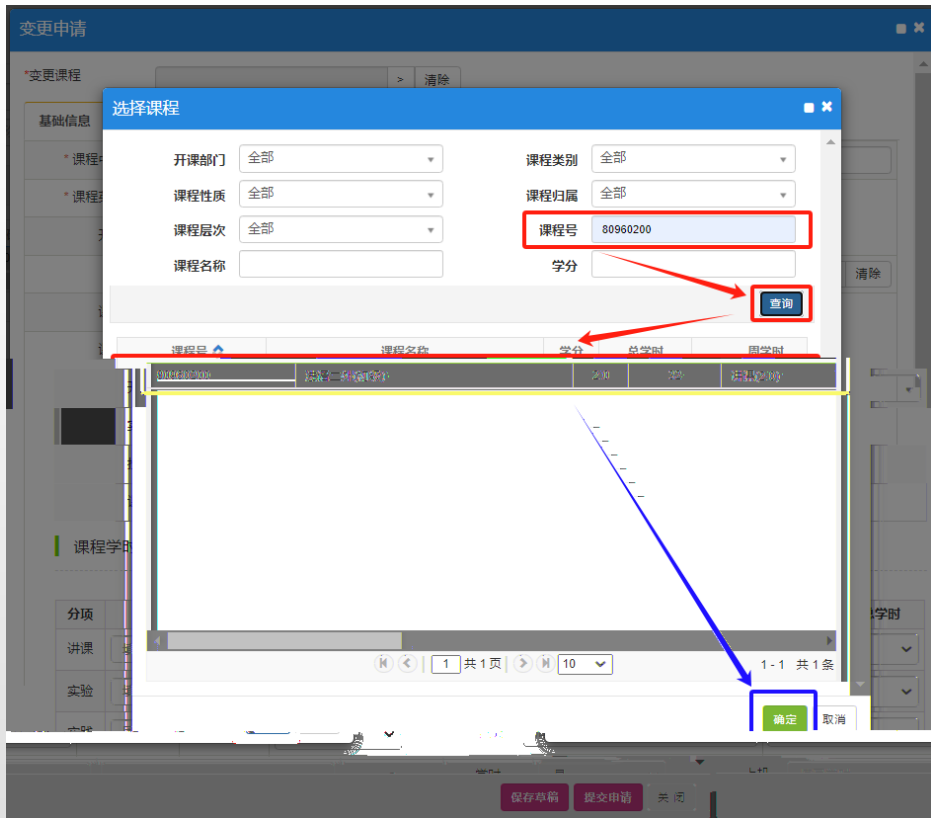 变更申请
*变更课程 > 清除
选择课程
基础信息
开课部门 全部 课程类别 全部
* 课程
课程性质 全部 课程归属 全部
* 课程
课程层次 全部 课程号 80960200
课程名称 学分
清除
查询
课程号 课程名称 学分 总学时 周学时
课程学时
分项 学时
讲课
1 共 1 页 10 1 - 1 共 1 条
实验
确定 取消
保存草稿 提交申请 关 闭